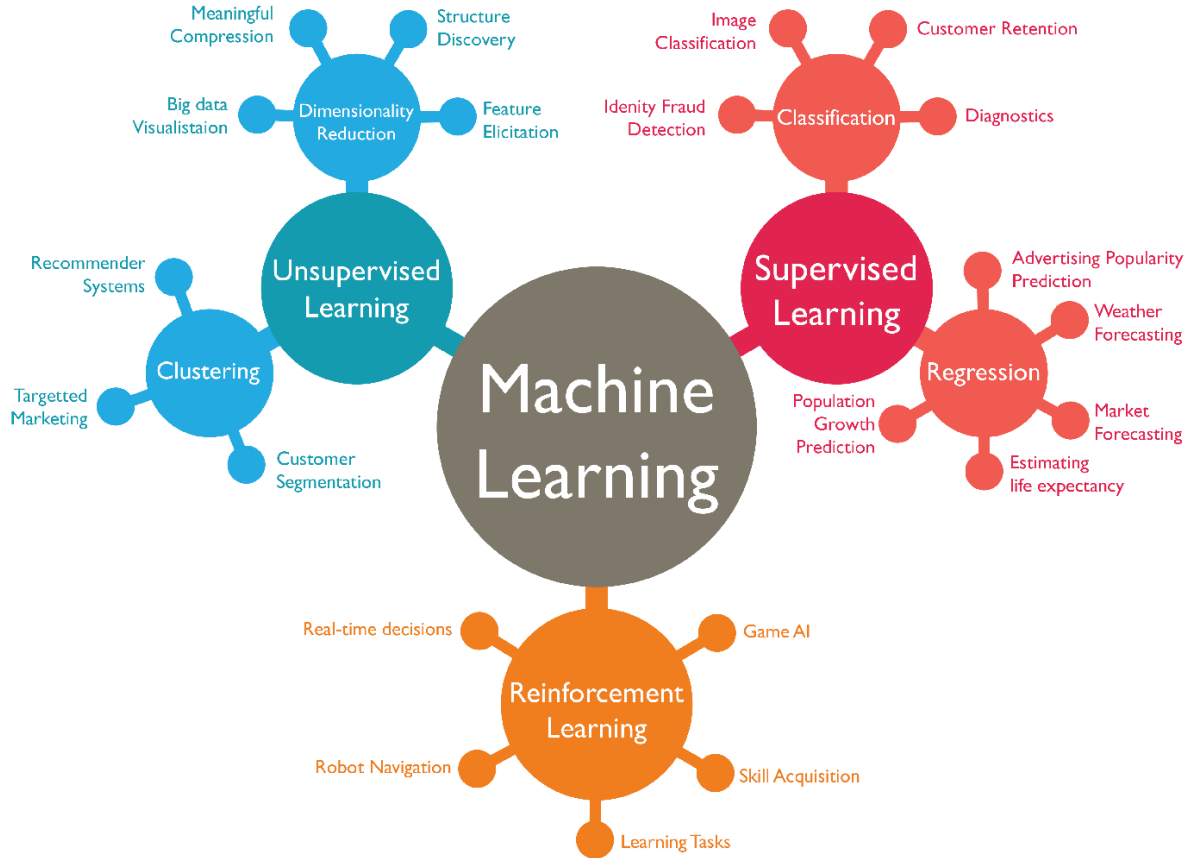 Meaningful
Compression
Structure
Discovery
Big data
Visualistaion
Dimensionality
Reduction
Feature
Elicitation
Image
Classification
Customer Retention
Idenity Fraud
Detection
Classification
Diagnostics
Unsupervised
Learning
Recommender
Systems
Clustering
Targetted
Marketing
Customer
Segmentation
Machine
Learning
Supervised
Learning
Advertising Popularity
Prediction
Weather
Forecasting
Regression
Population
Growth
Prediction
Market
Forecasting
Estimating
life expectancy
Real-time decisions
Game AI
Reinforcement
Learning
Robot Navigation
Skill Acquisition
Learning Tasks